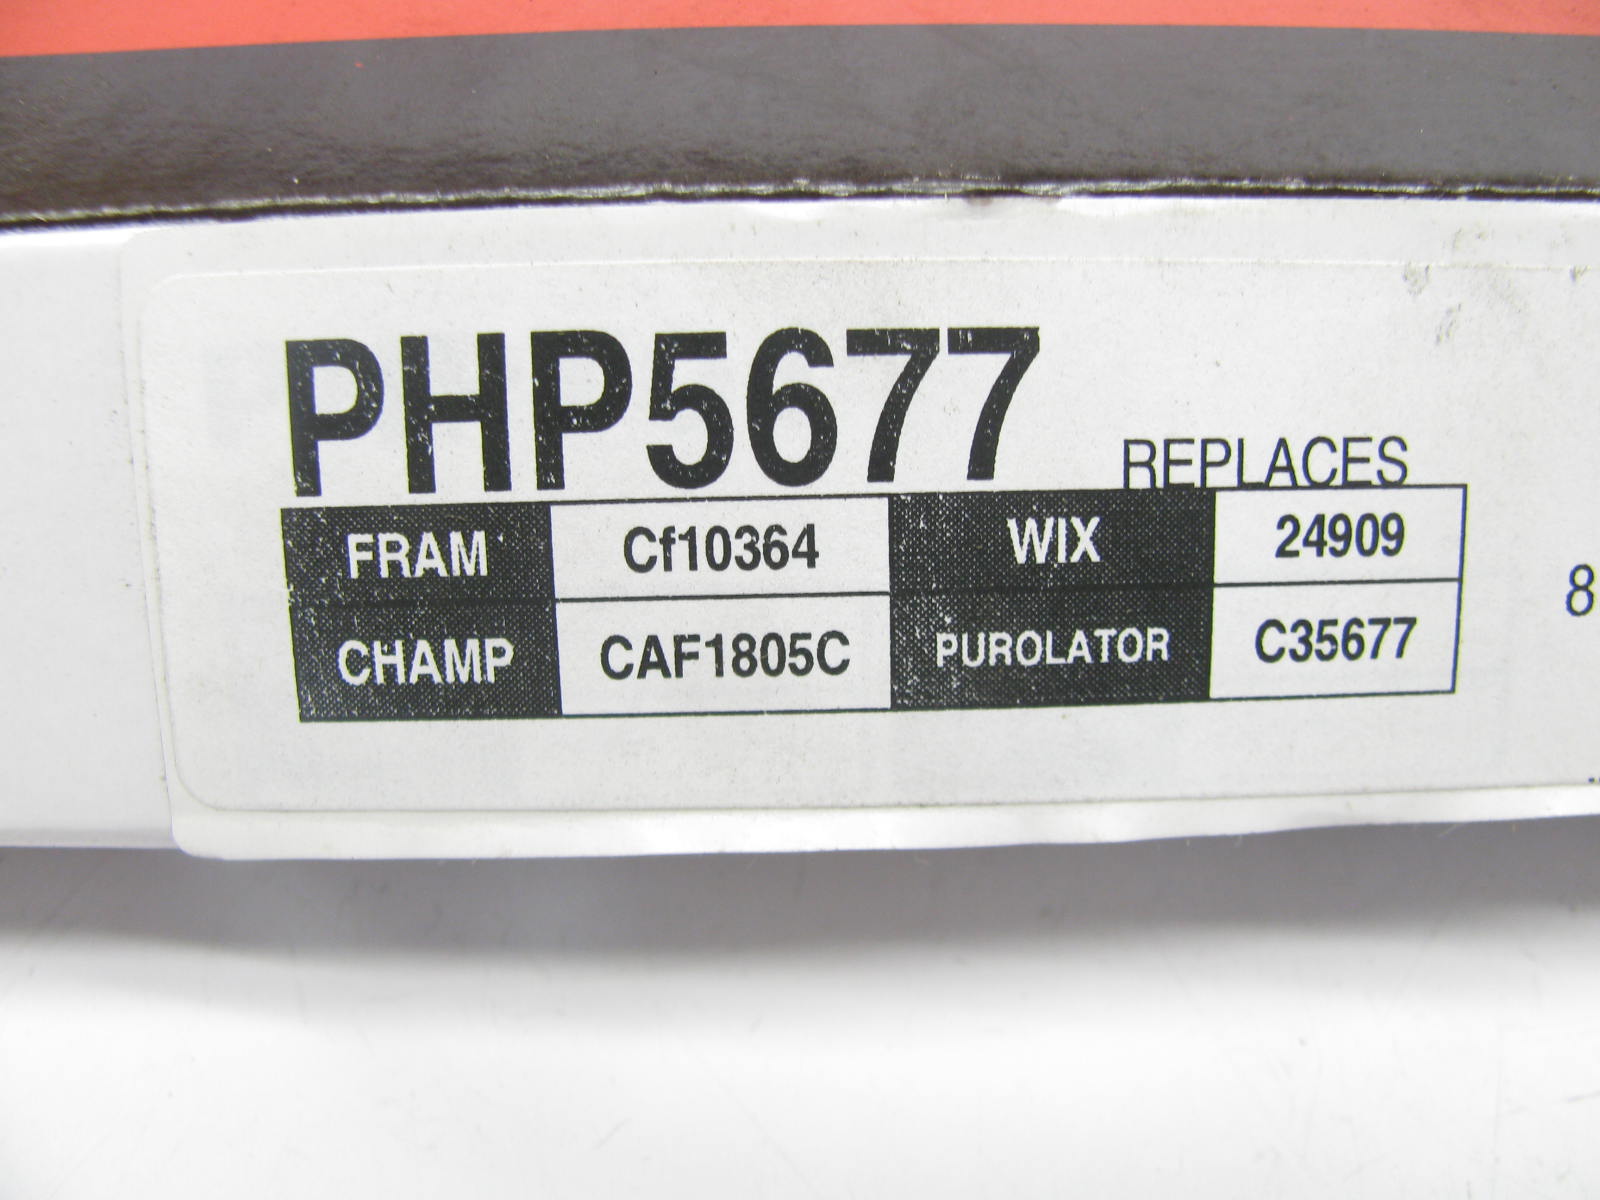 PHP5677
REPLACES
FRAM Cf10364 WIX 24909
CHAMP CAF1805C PUROLATOR C35677
8